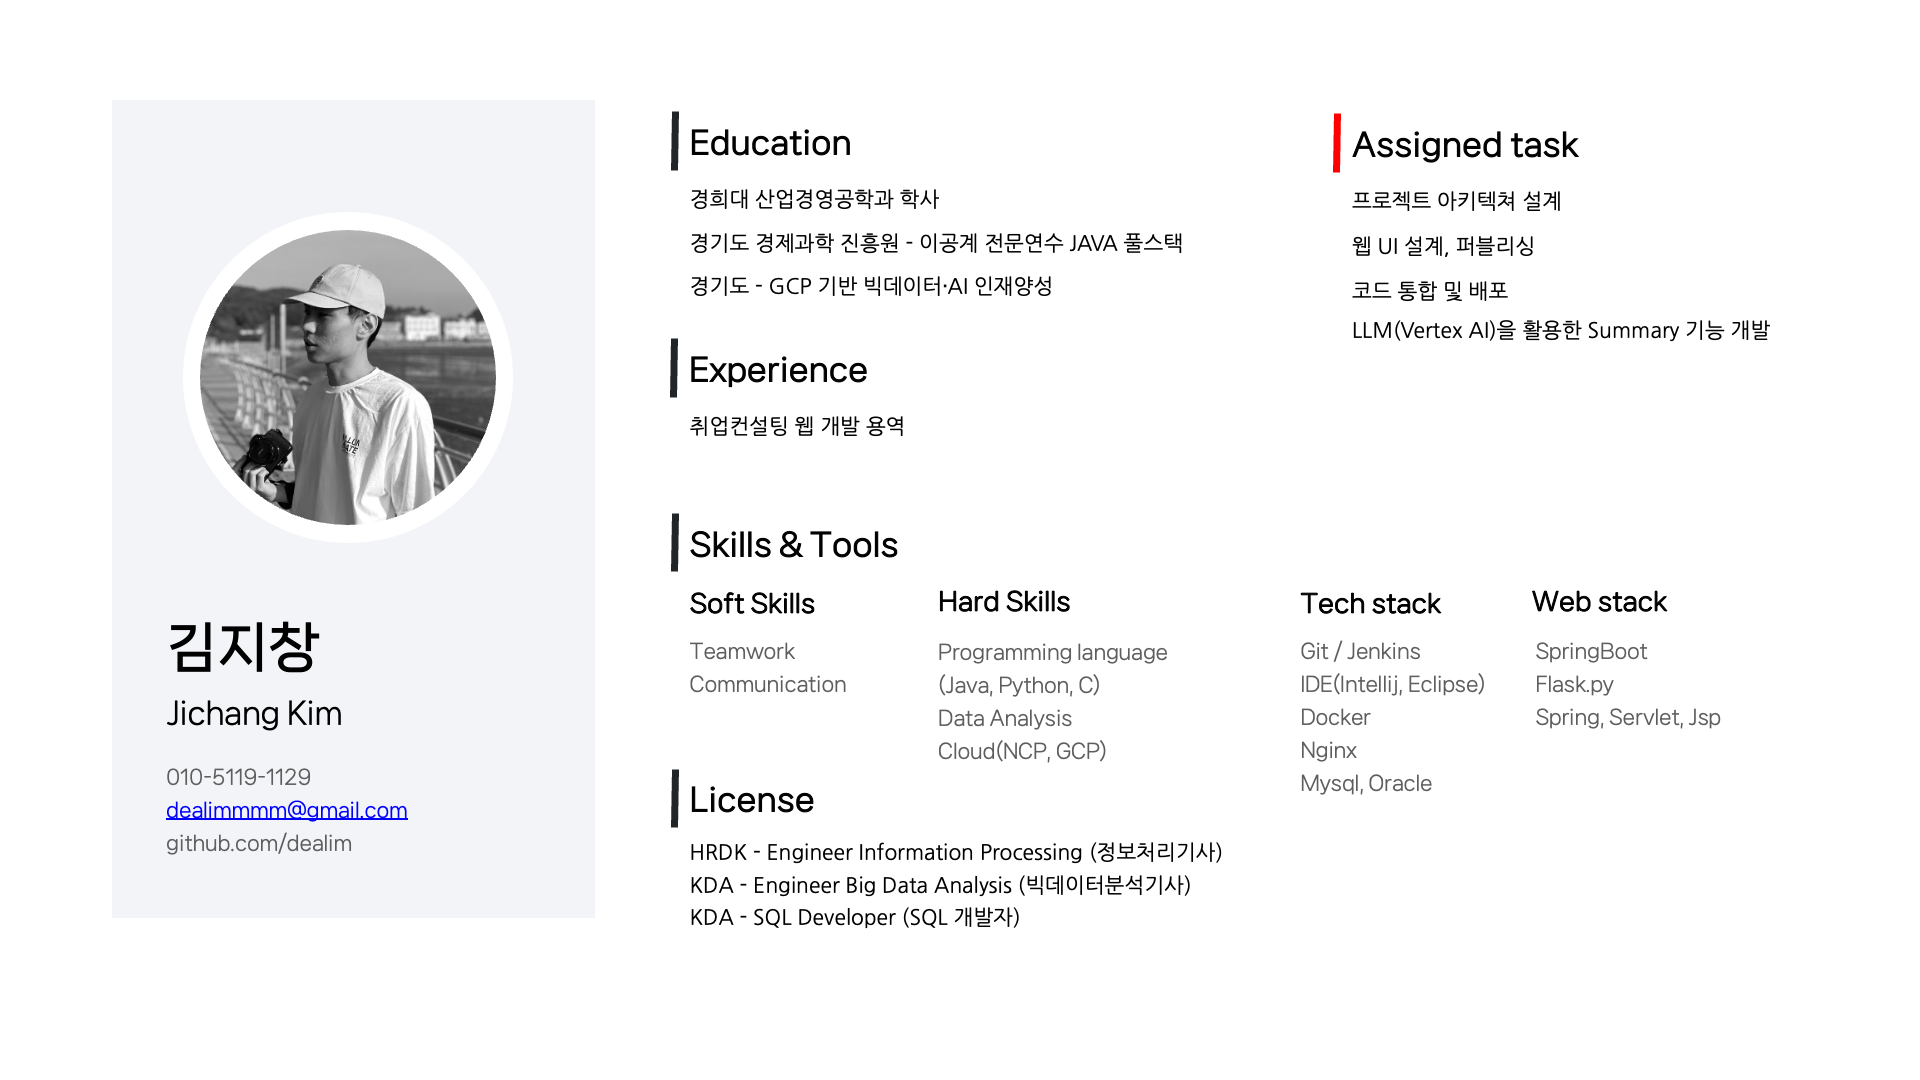 김지창
Jichang Kim
010-5119-1129
dealimmmm@gmail.com
github.com/dealim
Education
경희대 산업경영공학과 학사
경기도 경제과학 진흥원 - 이공계 전문연수 JAVA 풀스택
경기도 - GCP 기반 빅데이터·AI 인재양성
Experience
취업컨설팅 웹 개발 용역
Assigned task
프로젝트 아키텍쳐 설계
웹 UI 설계, 퍼블리싱
코드 통합 및 배포
LLM(Vertex AI)을 활용한 Summary 기능 개발
Skills & Tools
Soft Skills
Teamwork
Communication
Hard Skills
Programming language
(Java, Python, C)
Data Analysis
Cloud(NCP, GCP)
Tech stack
Git / Jenkins
IDE(Intellij, Eclipse)
Docker
Nginx
Mysql, Oracle
Web stack
SpringBoot
Flask.py
Spring, Servlet, Jsp
License
HRDK - Engineer Information Processing (정보처리기사)
KDA - Engineer Big Data Analysis (빅데이터분석기사)
KDA - SQL Developer (SQL 개발자)